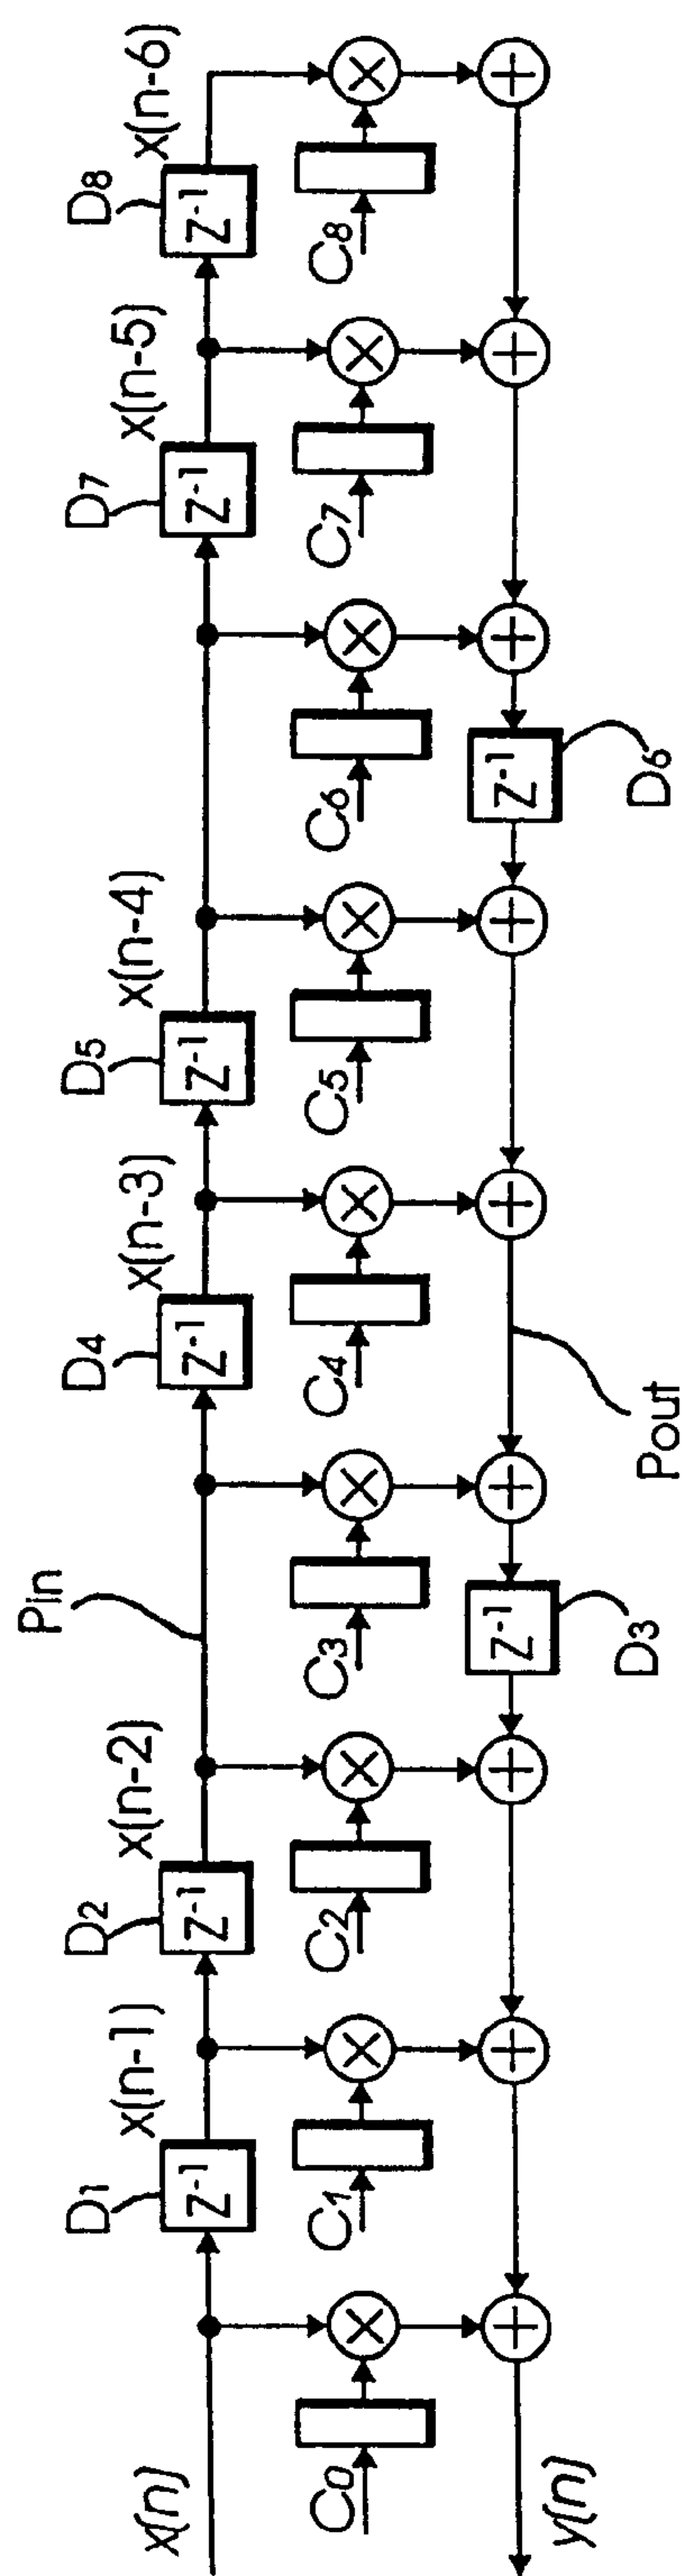 x(n)
x(n-1)
x(n-2)
Pin
x(n-3)
x(n-4)
x(n-5)
x(n-6)
D1
D2
D4
D5
D7
D8
Z-1
Z-1
Z-1
Z-1
Z-1
Z-1
C0
C1
C2
C3
C4
C5
C6
C7
C8
Z-1
Z-1
y(n)
D3
Pout
D6